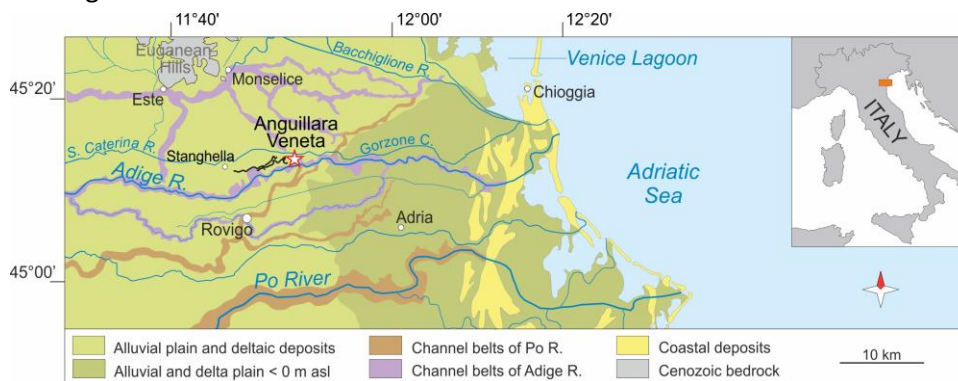 11°40'
12°00'
12°20'
45°20'
45°00'
Euganean
Hills
Monselice
Este
Bacchiglione R.
Venice Lagoon
Chioggia
Anguillara
Veneta
S. Caterina R.
Stanghella
Gorzone C.
Adige R.
Rovigo
Adria
Adriatic
Sea
Po River
ITALY
Alluvial plain and deltaic deposits
Alluvial and delta plain < 0 m asl
Channel belts of Po R.
Channel belts of Adige R.
Coastal deposits
Cenozoic bedrock
10 km